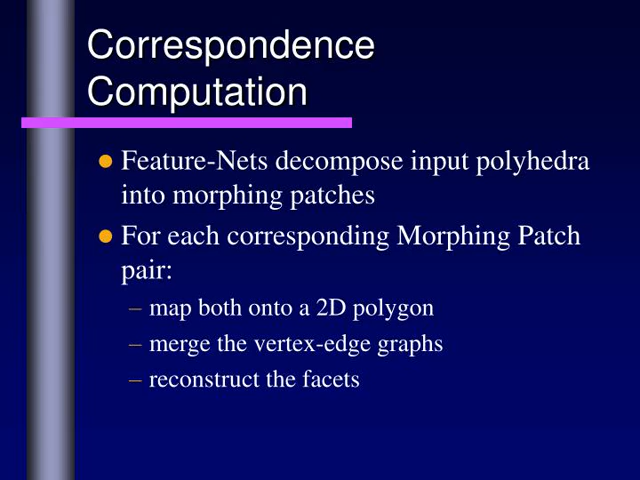 Correspondence
Computation
Feature-Nets decompose input polyhedra
into morphing patches
For each corresponding Morphing Patch
pair:
– map both onto a 2D polygon
– merge the vertex-edge graphs
– reconstruct the facets